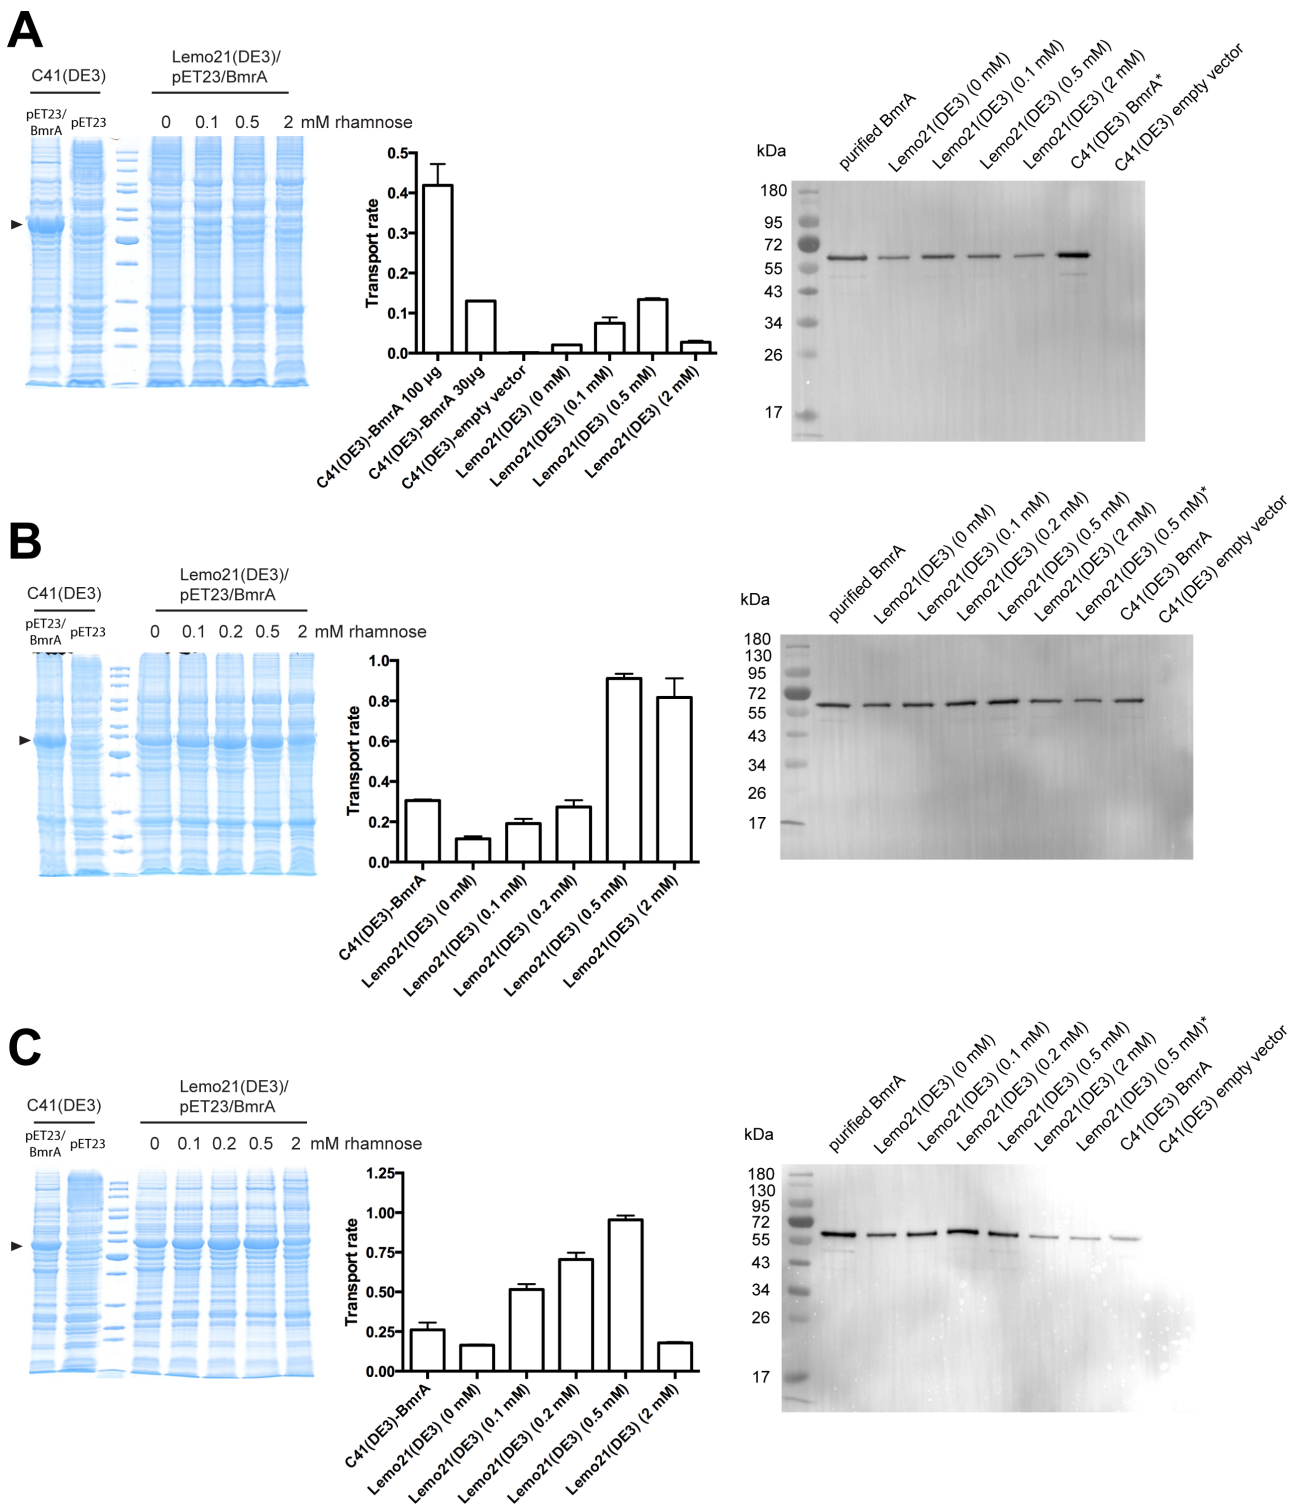 A
C41(DE3)
pET23/
BmrA
pET23
Lemo21(DE3)/
pET23/BmrA
0 0.1 0.5 2 mM rhamnose
Transport rate
0.5
0.4
0.3
0.2
0.1
0.0
C41(DE3)-BmrA 100 µg
C41(DE3)-BmrA 30µg
C41(DE3)-empty vector
Lemo21(DE3) (0 mM)
Lemo21(DE3) (0.1 mM)
Lemo21(DE3) (0.5 mM)
Lemo21(DE3) (2 mM)
kDa
purified BmrA
Lemo21(DE3) (0 mM)
Lemo21(DE3) (0.1 mM)
Lemo21(DE3) (0.5 mM)
Lemo21(DE3) (2 mM)
C41(DE3) BmrA*
C41(DE3) empty vector
180
95
72
55
43
34
26
17
B
C41(DE3)
pET23/
BmrA
pET23
Lemo21(DE3)/
pET23/BmrA
0 0.1 0.2 0.5 2 mM rhamnose
Transport rate
1.0
0.8
0.6
0.4
0.2
0.0
C41(DE3)-BmrA
Lemo21(DE3) (0 mM)
Lemo21(DE3) (0.1 mM)
Lemo21(DE3) (0.2 mM)
Lemo21(DE3) (0.5 mM)
Lemo21(DE3) (2 mM)
kDa
purified BmrA
Lemo21(DE3) (0 mM)
Lemo21(DE3) (0.1 mM)
Lemo21(DE3) (0.2 mM)
Lemo21(DE3) (0.5 mM)
Lemo21(DE3) (2 mM)
Lemo21(DE3) (0.5 mM)*
C41(DE3) BmrA
C41(DE3) empty vector
180
130
95
72
55
43
34
26
17
C
C41(DE3)
pET23/
BmrA
pET23
Lemo21(DE3)/
pET23/BmrA
0 0.1 0.2 0.5 2 mM rhamnose
Transport rate
1.25
1.00
0.75
0.50
0.25
0.00
C41(DE3)-BmrA
Lemo21(DE3) (0 mM)
Lemo21(DE3) (0.1 mM)
Lemo21(DE3) (0.2 mM)
Lemo21(DE3) (0.5 mM)
Lemo21(DE3) (2 mM)
kDa
purified BmrA
Lemo21(DE3) (0 mM)
Lemo21(DE3) (0.1 mM)
Lemo21(DE3) (0.2 mM)
Lemo21(DE3) (0.5 mM)
Lemo21(DE3) (2 mM)
Lemo21(DE3) (0.5 mM)*
C41(DE3) BmrA
C41(DE3) empty vector
180
130
95
72
55
43
34
26
17